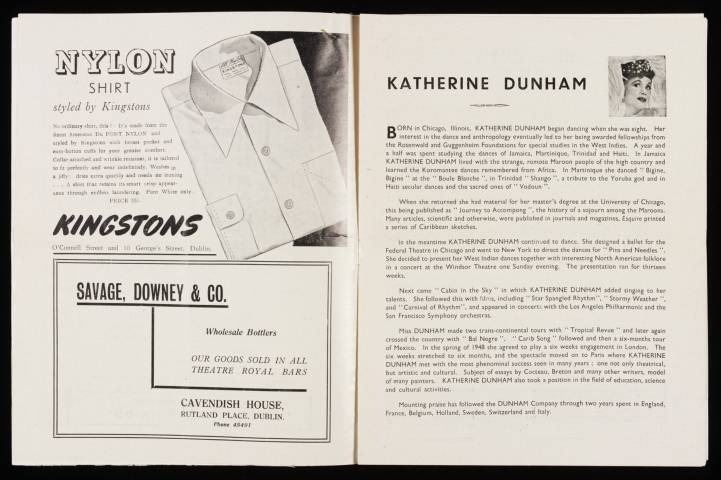 NYLON
SHIRT
styled by Kingstons
No ordinary shirt, this! It's made from the
finest American Du PONT NYLON and
styled by Kingstons with breast pocket and
easy-button cuffs for your greater comfort.
Collar-attached and wrinkle resistant, it is tailored
to fit perfectly and wear indefinitely. Washes in
a jiffy, dries extra quickly and needs no ironing
. . . A shirt that retains its smart crisp appear-
ance through endless laundering. Pure White only.
PRICE
KINGSTONS
KINGSTONS
O'Connell Street and 10 George's Street, Dublin.
SAVAGE, DOWNEY & CO.
Wholesale Bottlers
OUR GOODS SOLD IN ALL
THEATRE ROYAL BARS
CAVENDISH HOUSE,
RUTLAND PLACE, DUBLIN.
Phone 45491
KATHERINE DUNHAM
BORN in Chicago, Illinois, KATHERINE DUNHAM began dancing when she was eight. Her
interest in the dance and anthropology eventually led to her being awarded fellowships from
the Rosenwald and Guggenheim Foundations for special studies in the West Indies. A year and
a half was spent studying the dances of Jamaica, Martinique, Trinidad and Haiti. In Jamaica
KATHERINE DUNHAM lived with the strange, remote Maroon people of the high country and
learned the Koromantee dances remembered from Africa. In Martinique she danced " Bigine,
Bigine " at the " Boule Blanche ", in Trinidad " Shango ", a tribute to the Yoruba god and in
Haiti secular dances and the sacred ones of " Vodoun ".
When she returned she had material for her master's degree at the University of Chicago,
this being published as " Journey to Accompong ", the history of a sojourn among the Maroons.
Many articles, scientific and otherwise, were published in journals and magazines, Esquire printed
a series of Caribbean sketches.
In the meantime KATHERINE DUNHAM continued to dance. She designed a ballet for the
Federal Theatre in Chicago and went to New York to direct the dances for " Pins and Needles ".
She decided to present her West Indian dances together with interesting North American folklore
in a concert at the Windsor Theatre one Sunday evening. The presentation ran for thirteen
weeks.
Next came " Cabin in the Sky " in which KATHERINE DUNHAM added singing to her
talents. She followed this with films, including " Star Spangled Rhythm ", " Stormy Weather ",
and " Carnival of Rhythm ", and appeared in concerts with the Los Angeles Philharmonic and the
San Francisco Symphony orchestras.
Miss DUNHAM made two trans-continental tours with " Tropical Revue " and later again
crossed the country with " Bal Negre ". " Carib Song " followed and then a six-months tour
of Mexico. In the spring of 1948 she agreed to play a six weeks engagement in London. The
six weeks stretched to six months, and the spectacle moved on to Paris where KATHERINE
DUNHAM met with the most phenomenal success seen in many years ; one not only theatrical,
but artistic and cultural. Subject of essays by Cocteau, Breton and many other writers, model
of many painters. KATHERINE DUNHAM also took a position in the field of education, science
and cultural activities.
Mounting praise has followed the DUNHAM Company through two years spent in England,
France, Belgium, Holland, Sweden, Switzerland and Italy.